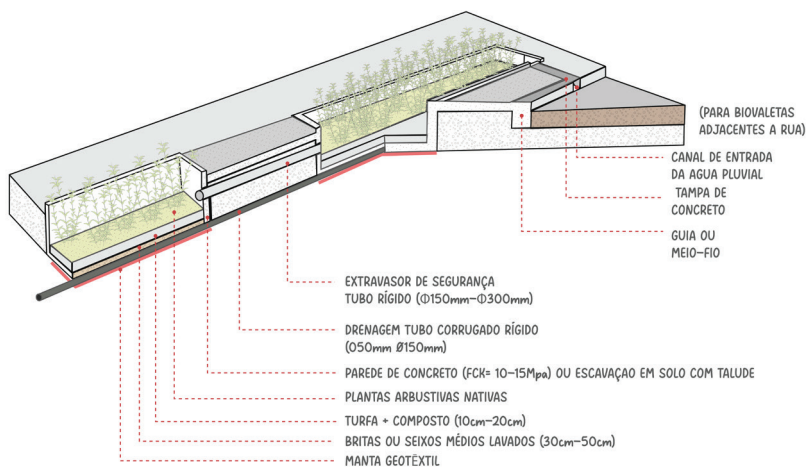 (PARA BIOVALETAS
ADJACENTES A RUA)
CANAL DE ENTRADA
DA AGUA PLUVIAL
TAMPA DE
CONCRETO
GUIA OU
MEIO-FIO
EXTRAVASOR DE SEGURANÇA
TUBO RÍGIDO (Φ150mm-Φ300mm)
DRENAGEM TUBO CORRUGADO RÍGIDO
(O50mm Ø150mm)
PAREDE DE CONCRETO (FCK= 10-15Mpa) OU ESCAVAÇAO EM SOLO COM TALUDE
PLANTAS ARBUSTIVAS NATIVAS
TURFA + COMPOSTO (10cm-20cm)
BRITAS OU SEIXOS MÉDIOS LAVADOS (30cm-50cm)
MANTA GEOTÊXTIL